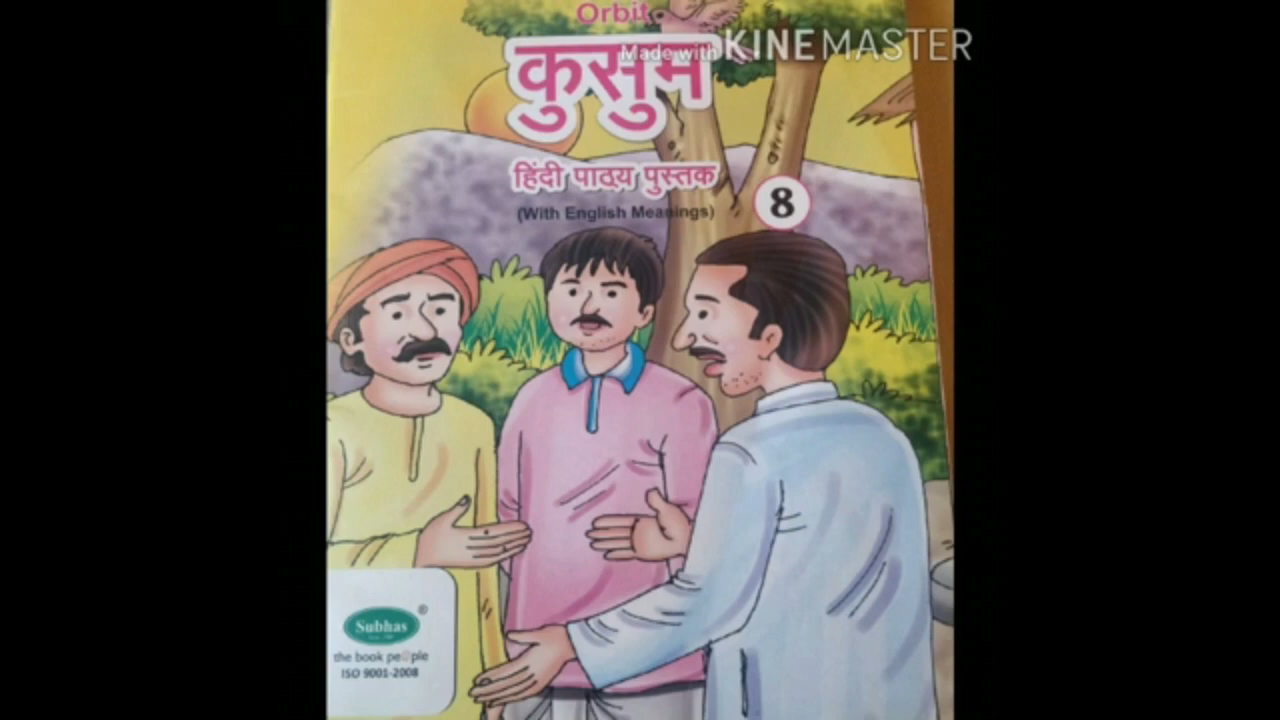 Orbit
कुसुम
Made with KINEMASTER
हिंदी पाठ्य पुस्तक
(With English Meanings)
8
Subhas
®
the book people
ISO 9001-2008